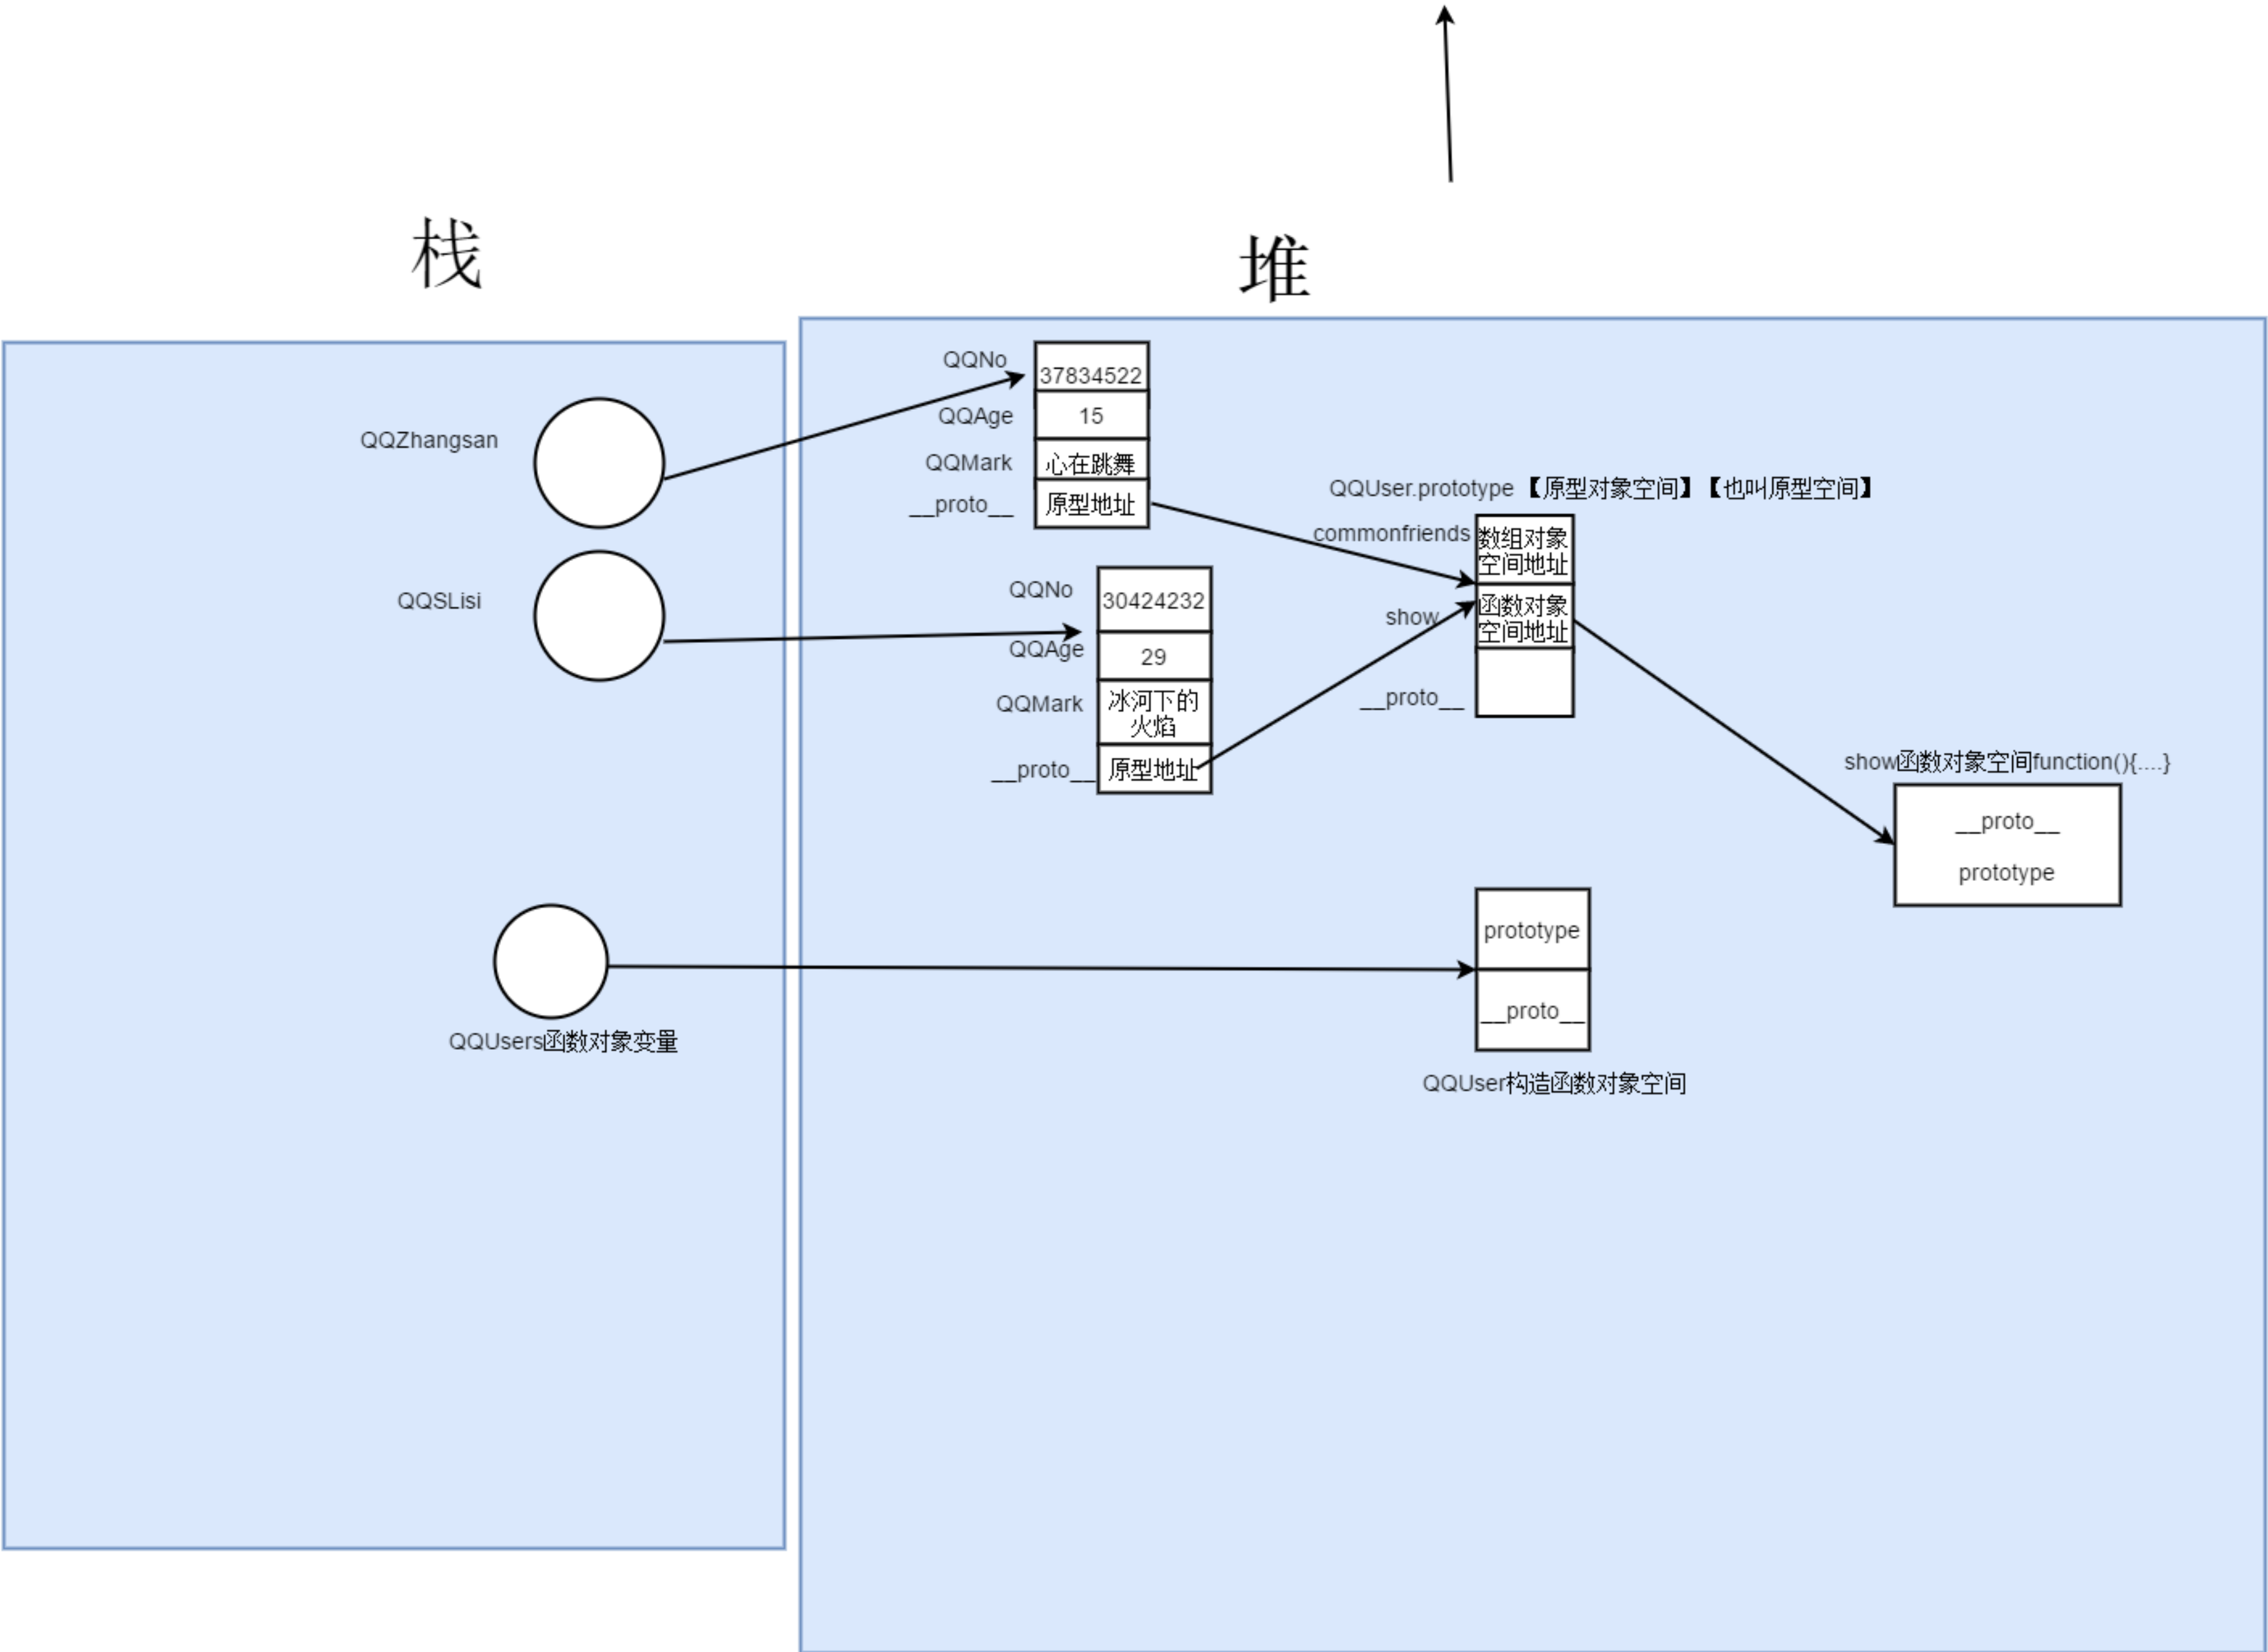 栈
堆
QQZhangsan
QQSLisi
QQUsers函数对象变量
QQNo
37834522
QQAge
15
QQMark
心在跳舞
__proto__
原型地址
QQNo
30424232
QQAge
29
QQMark
冰河下的
火焰
__proto__
原型地址
QQUser.prototype【原型对象空间】【也叫原型空间】
commonfriends
数组对象
空间地址
show
函数对象
空间地址
__proto__
show函数对象空间function(){....}
__proto__
prototype
prototype
__proto__
QQUser构造函数对象空间